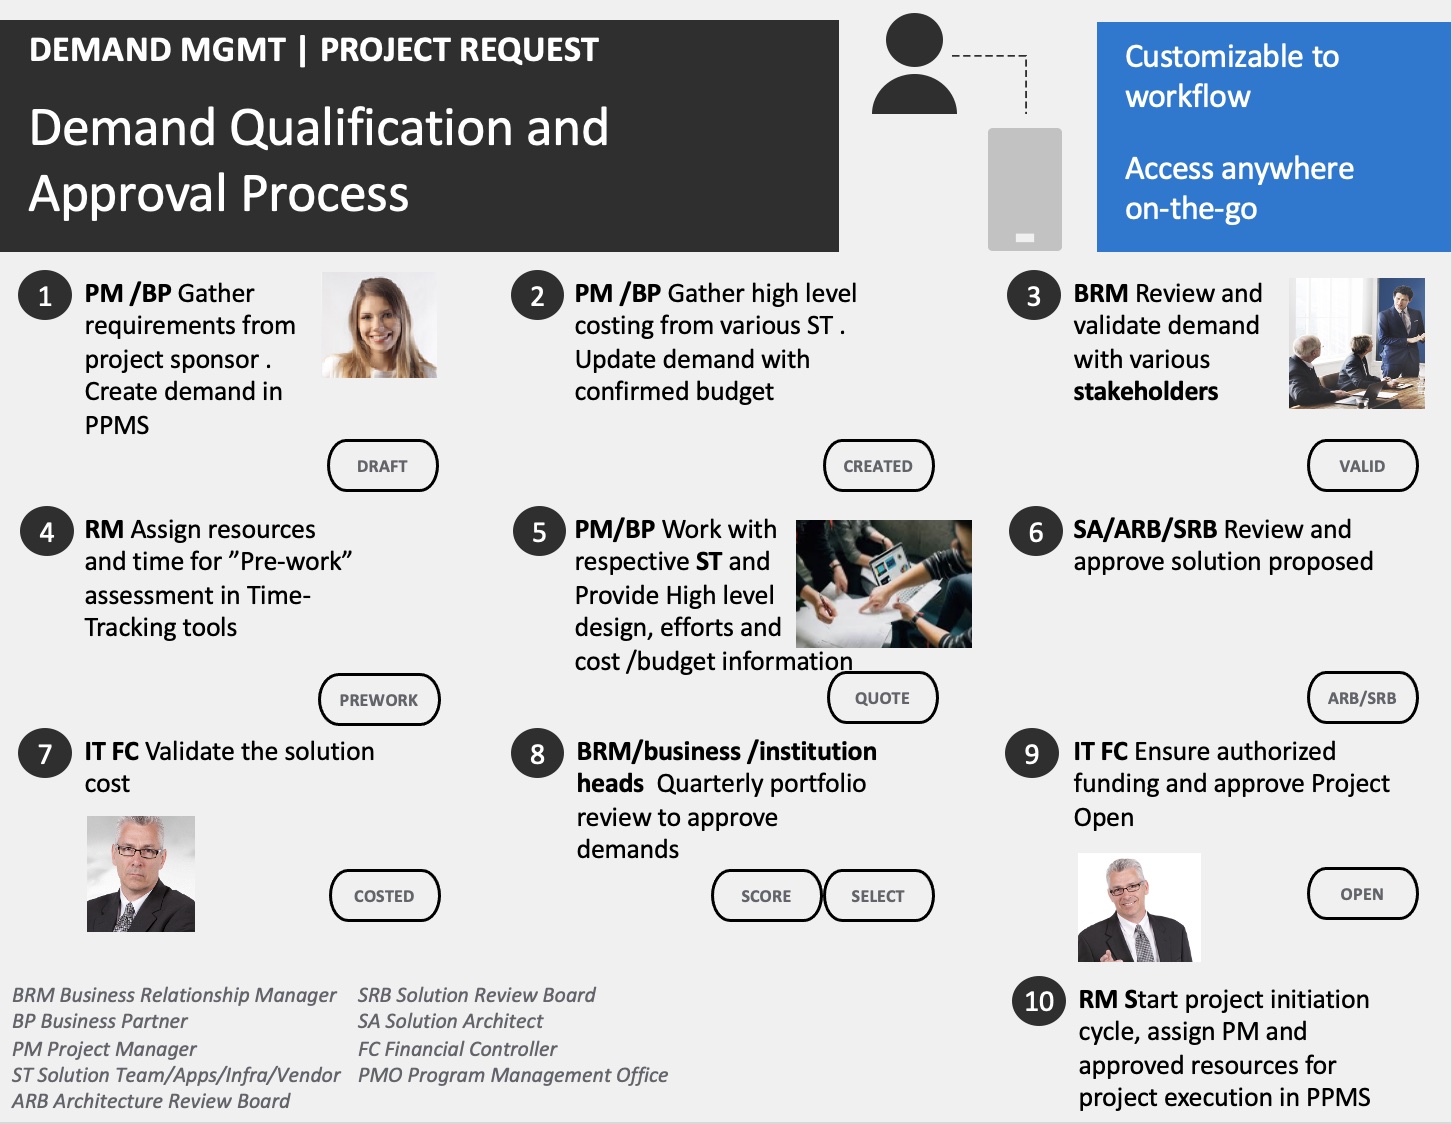 DEMAND MGMT | PROJECT REQUEST
Demand Qualification and
Approval Process
Customizable to
workflow
Access anywhere
on-the-go
1
PM /BP Gather
requirements from
project sponsor .
Create demand in
PPMS
DRAFT
2
PM /BP Gather high level
costing from various ST .
Update demand with
confirmed budget
CREATED
3
BRM Review and
validate demand
with various
stakeholders
VALID
4
RM Assign resources
and time for ”Pre-work”
assessment in Time-
Tracking tools
PREWORK
5
PM/BP Work with
respective ST and
Provide High level
design, efforts and
cost /budget information
QUOTE
6
SA/ARB/SRB Review and
approve solution proposed
ARB/SRB
7
IT FC Validate the solution
cost
COSTED
8
BRM/business /institution
heads  Quarterly portfolio
review to approve
demands
SCORE
SELECT
9
IT FC Ensure authorized
funding and approve Project
Open
OPEN
10
RM Start project initiation
cycle, assign PM and
approved resources for
project execution in PPMS
BRM Business Relationship Manager
BP Business Partner
PM Project Manager
ST Solution Team/Apps/Infra/Vendor
ARB Architecture Review Board
SRB Solution Review Board
SA Solution Architect
FC Financial Controller
PMO Program Management Office